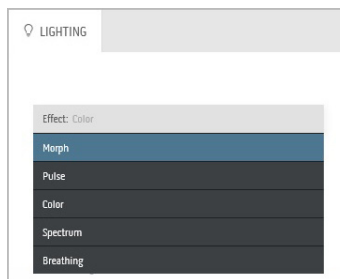 LIGHTING
Effect: Color
Morph
Pulse
Color
Spectrum
Breathing